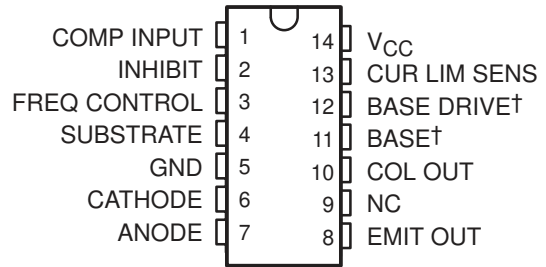 COMP INPUT 1 14 V_CC
INHIBIT 2 13 CUR LIM SENS
FREQ CONTROL 3 12 BASE DRIVE†
SUBSTRATE 4 11 BASE†
GND 5 10 COL OUT
CATHODE 6 9 NC
ANODE 7 8 EMIT OUT